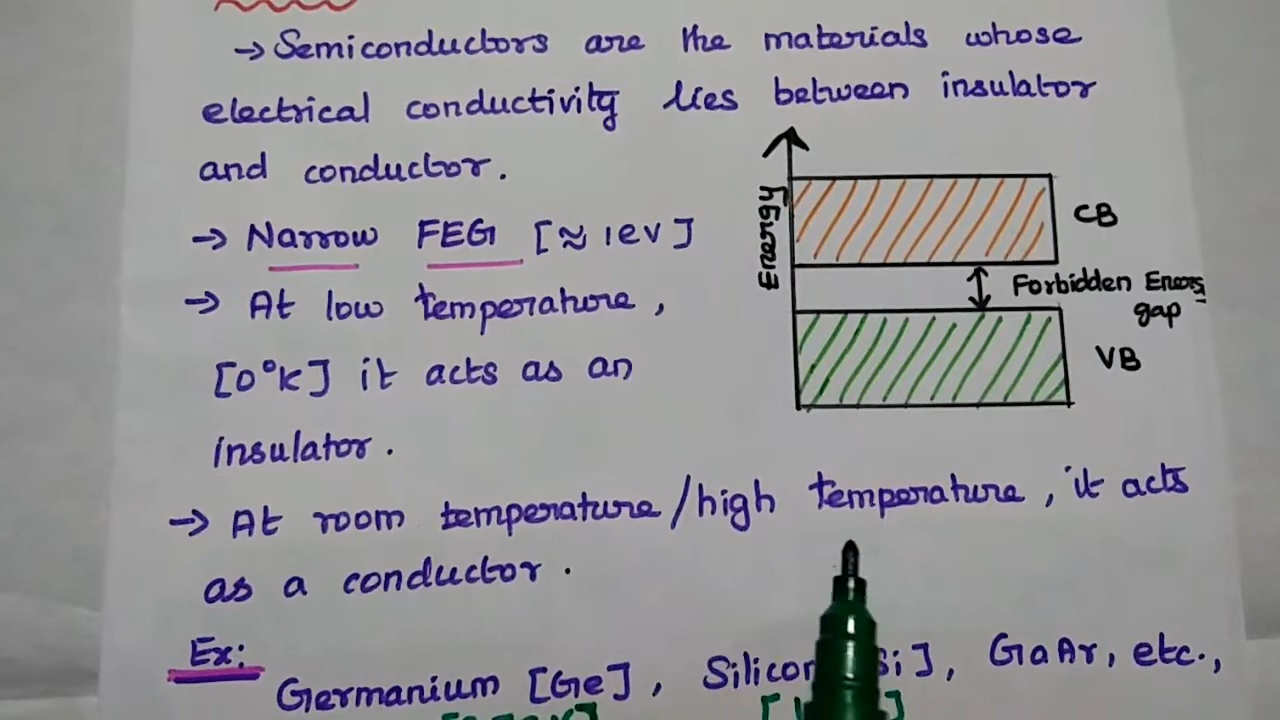 → Semiconductors are the materials whose
electrical conductivity lies between insulator
and conductor.
→ Narrow FEG [≈ 1ev]
→ At low temperature,
[0°K] it acts as an
insulator.
Energy
CB
Forbidden Energy
gap
VB
→ At room temperature/high temperature, it acts
as a conductor.
Ex:
Germanium [Ge], Silicon [Si], GaAr, etc.,